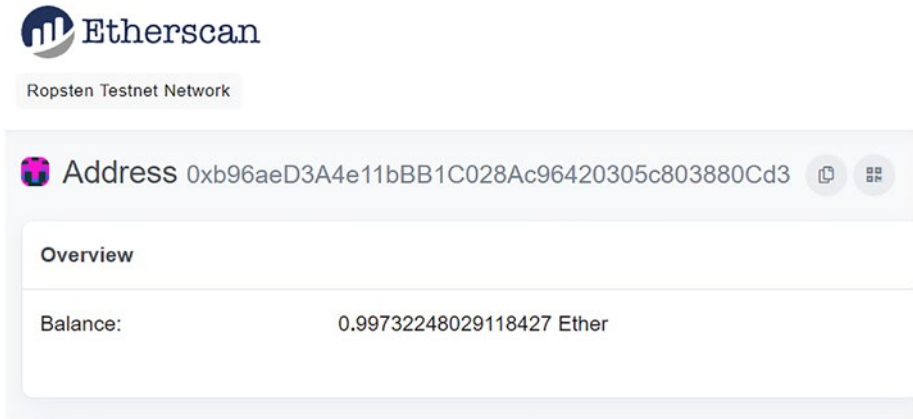 Etherscan
Ropsten Testnet Network
Address 0xb96aeD3A4e11bBB1C028Ac96420305c803880Cd3
Overview
Balance: 0.99732248029118427 Ether